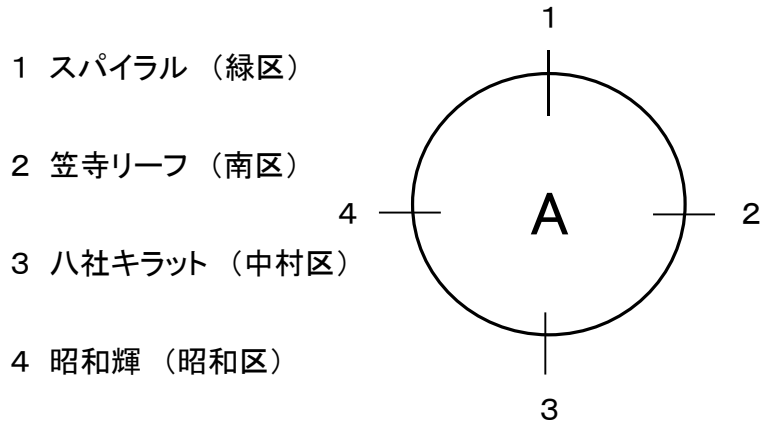 1 スパイラル (緑区)
2 笠寺リーフ (南区)
3 八社キラット (中村区)
4 昭和輝 (昭和区)
1
4
A
2
3